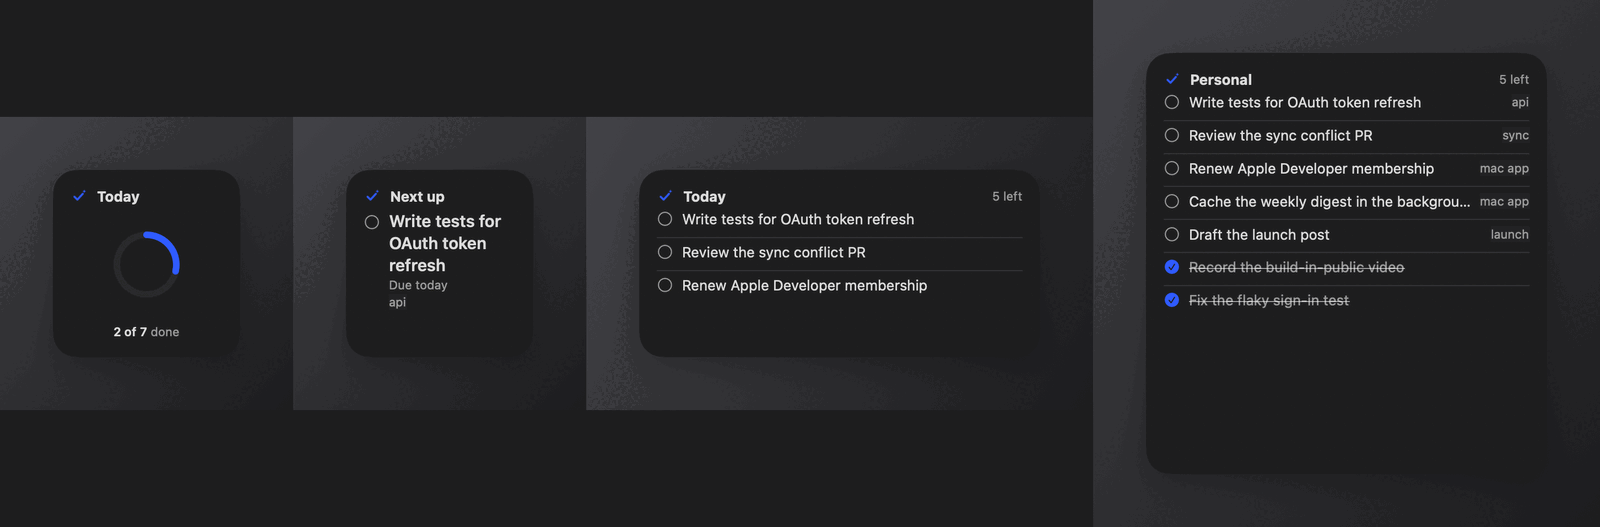 Today
2 of 7 done
Next up
Write tests for
OAuth token
refresh
Due today
api
Today 5 left
Write tests for OAuth token refresh
Review the sync conflict PR
Renew Apple Developer membership
Personal 5 left
Write tests for OAuth token refresh api
Review the sync conflict PR sync
Renew Apple Developer membership mac app
Cache the weekly digest in the backgrou... mac app
Draft the launch post launch
Record the build-in-public video
Fix the flaky sign-in test